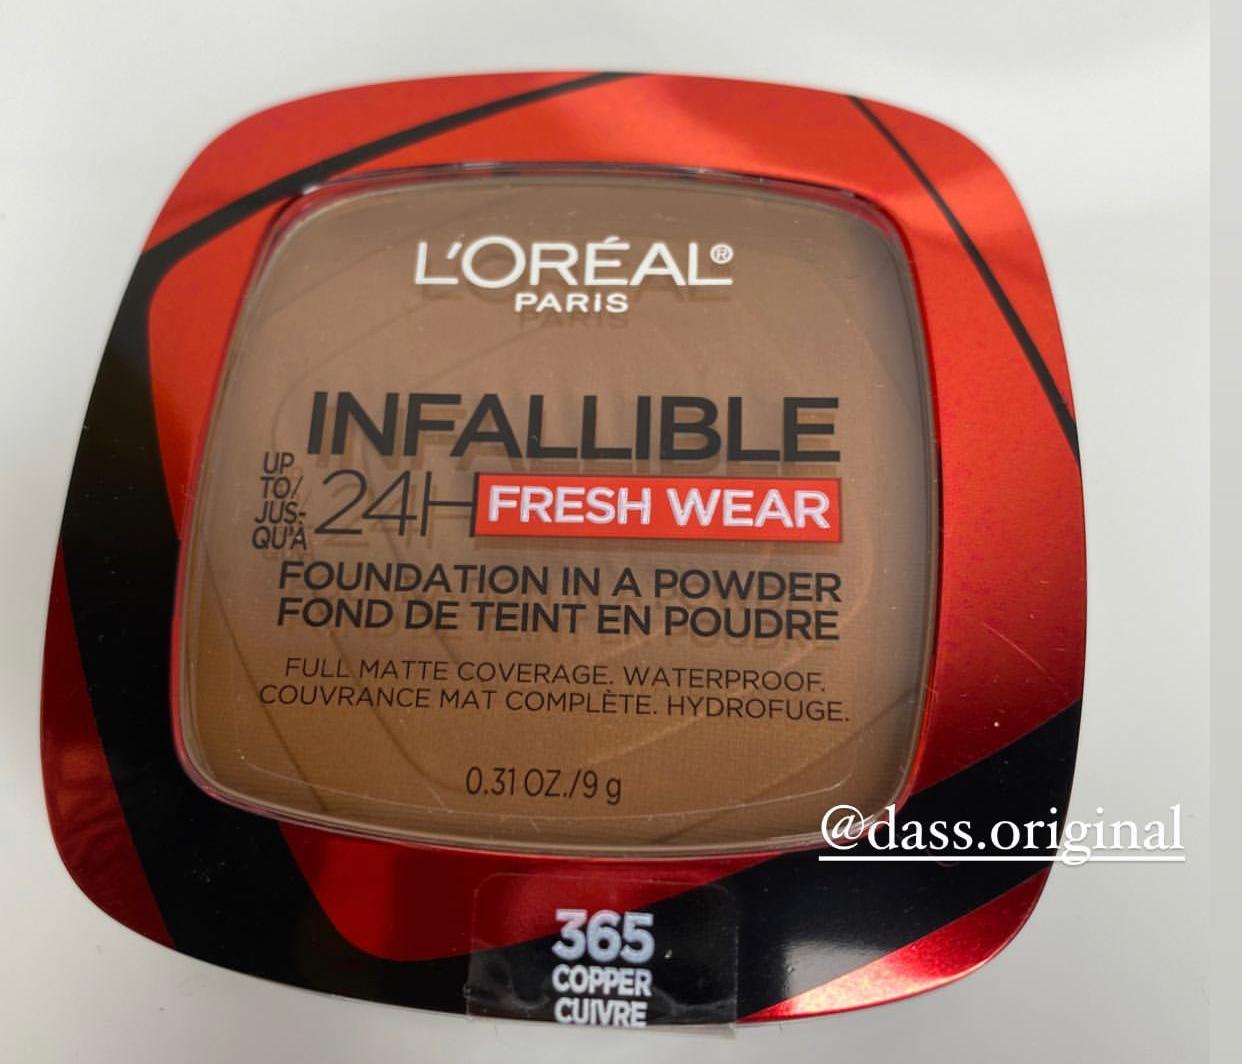 L'ORÉAL®
PARIS
INFALLIBLE
UP
TO/
JUS-
QU'À
24H FRESH WEAR
FOUNDATION IN A POWDER
FOND DE TEINT EN POUDRE
FULL MATTE COVERAGE. WATERPROOF.
COUVRANCE MAT COMPLÈTE. HYDROFUGE.
0.31 OZ./9 g
@dass.original
365
COPPER
CUIVRE